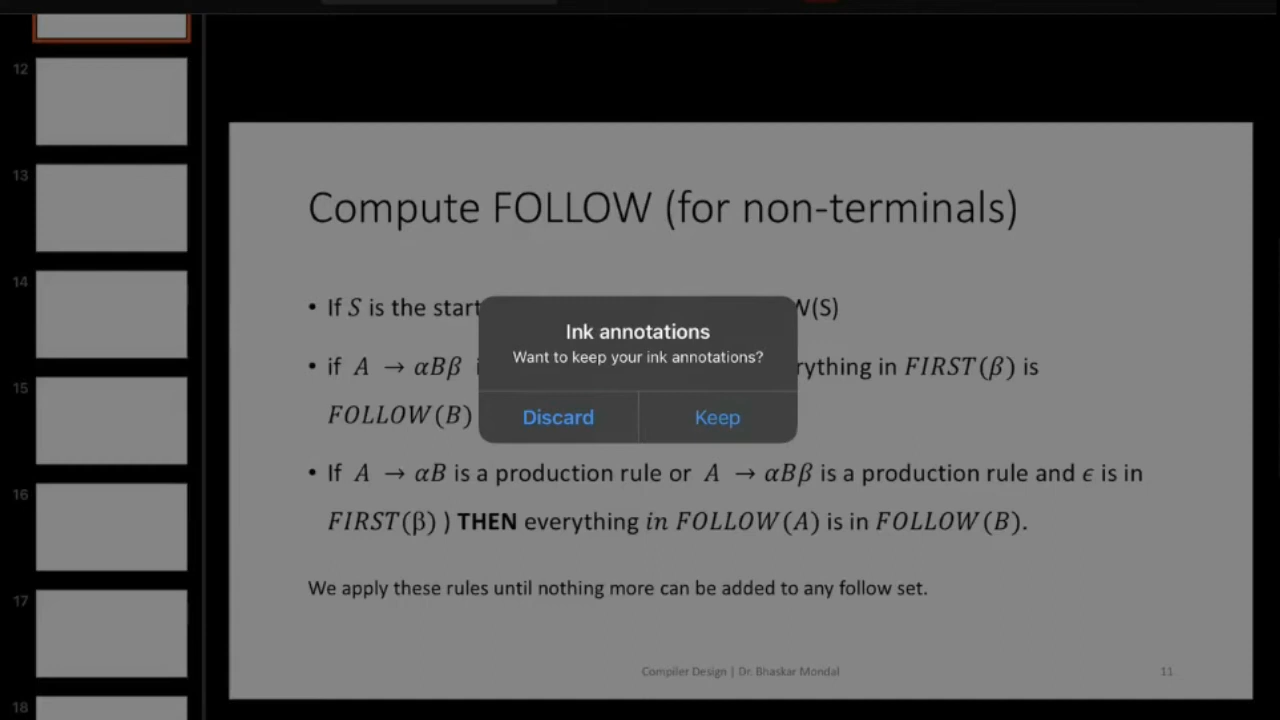 12
13
14
15
16
17
18
Compute FOLLOW (for non-terminals)
• If S is the start W(S)
• if A → αBβ rything in FIRST(β) is
FOLLOW(B)
• If A → αB is a production rule or A → αBβ is a production rule and ϵ is in
FIRST(β) ) THEN everything in FOLLOW(A) is in FOLLOW(B).
We apply these rules until nothing more can be added to any follow set.
Compiler Design | Dr. Bhaskar Mondal
11
Ink annotations
Want to keep your ink annotations?
Discard
Keep